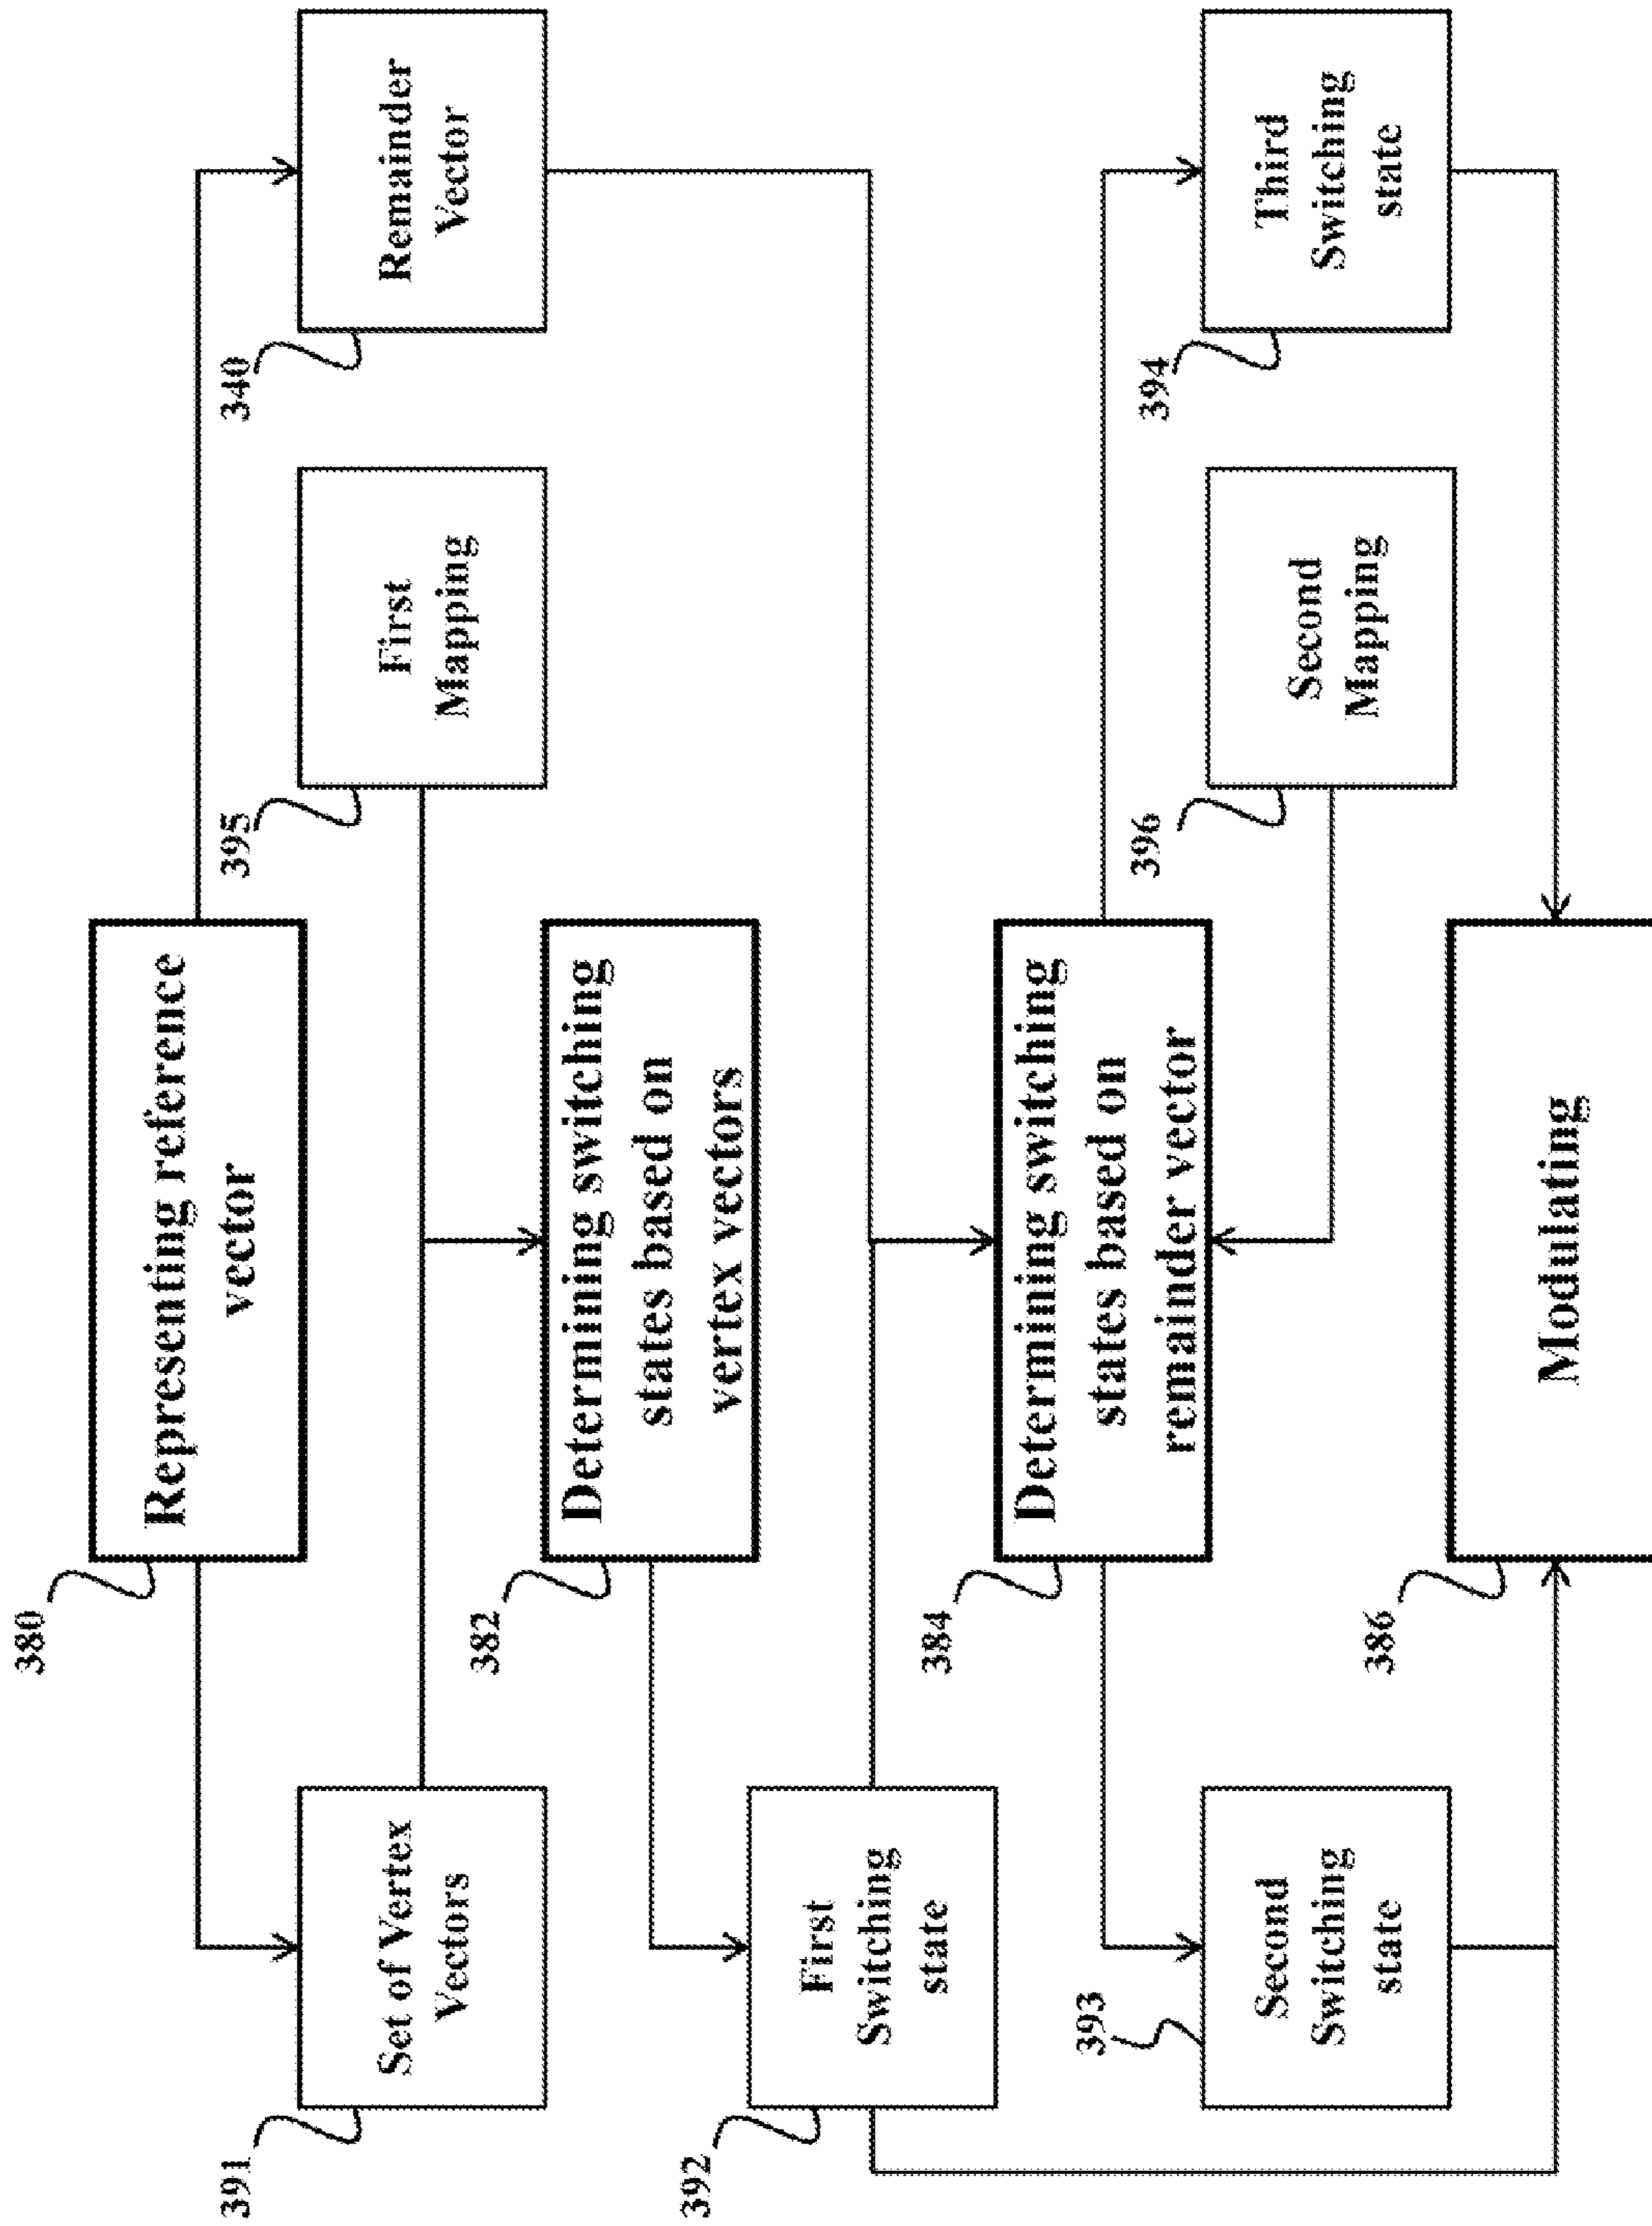 380
Representing reference
vector
391
Set of Vertex
Vectors
395
First
Mapping
340
Remainder
Vector
382
Determining switching
states based on
vertex vectors
392
First
Switching
state
384
Determining switching
states based on
remainder vector
393
Second
Switching
state
396
Second
Mapping
394
Third
Switching
state
386
Modulating